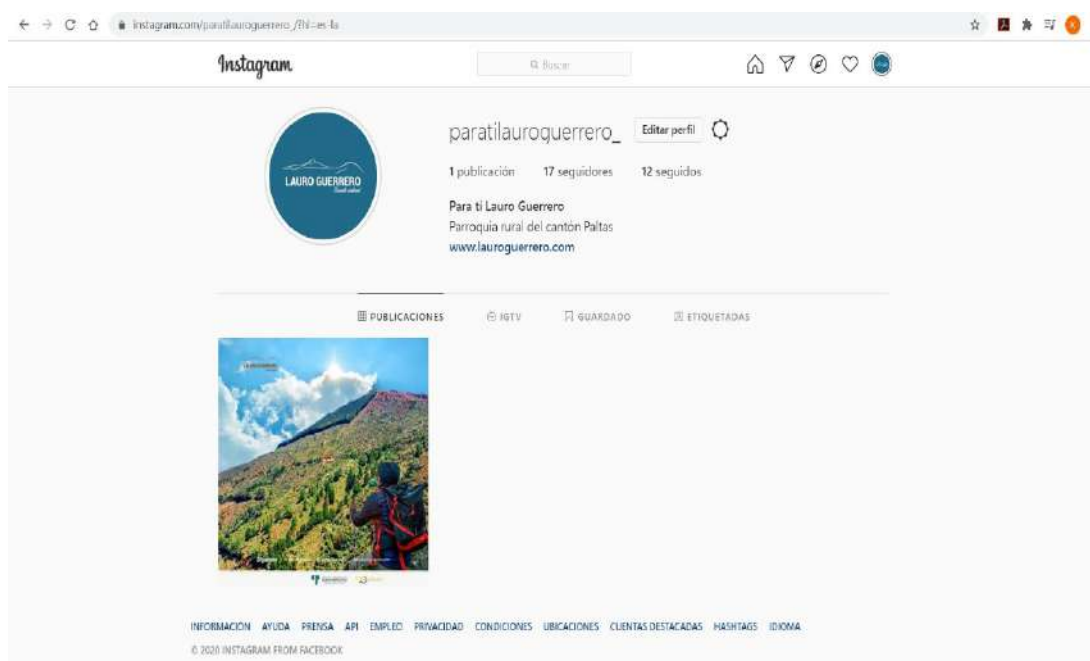 instagram.com/paratilauroguerrero_/?hl=es-la
Instagram
Buscar
LAURO GUERRERO
paratilauroguerrero_ Editar perfil
1 publicación 17 seguidores 12 seguidos
Para ti Lauro Guerrero
Parroquia rural del cantón Paltas
www.lauroguerrero.com
PUBLICACIONES IGTV GUARDADO ETIQUETADAS
INFORMACIÓN AYUDA PRENSA API EMPLEO PRIVACIDAD CONDICIONES UBICACIONES CUENTAS DESTACADAS HASHTAGS IDIOMA
© 2020 INSTAGRAM FROM FACEBOOK